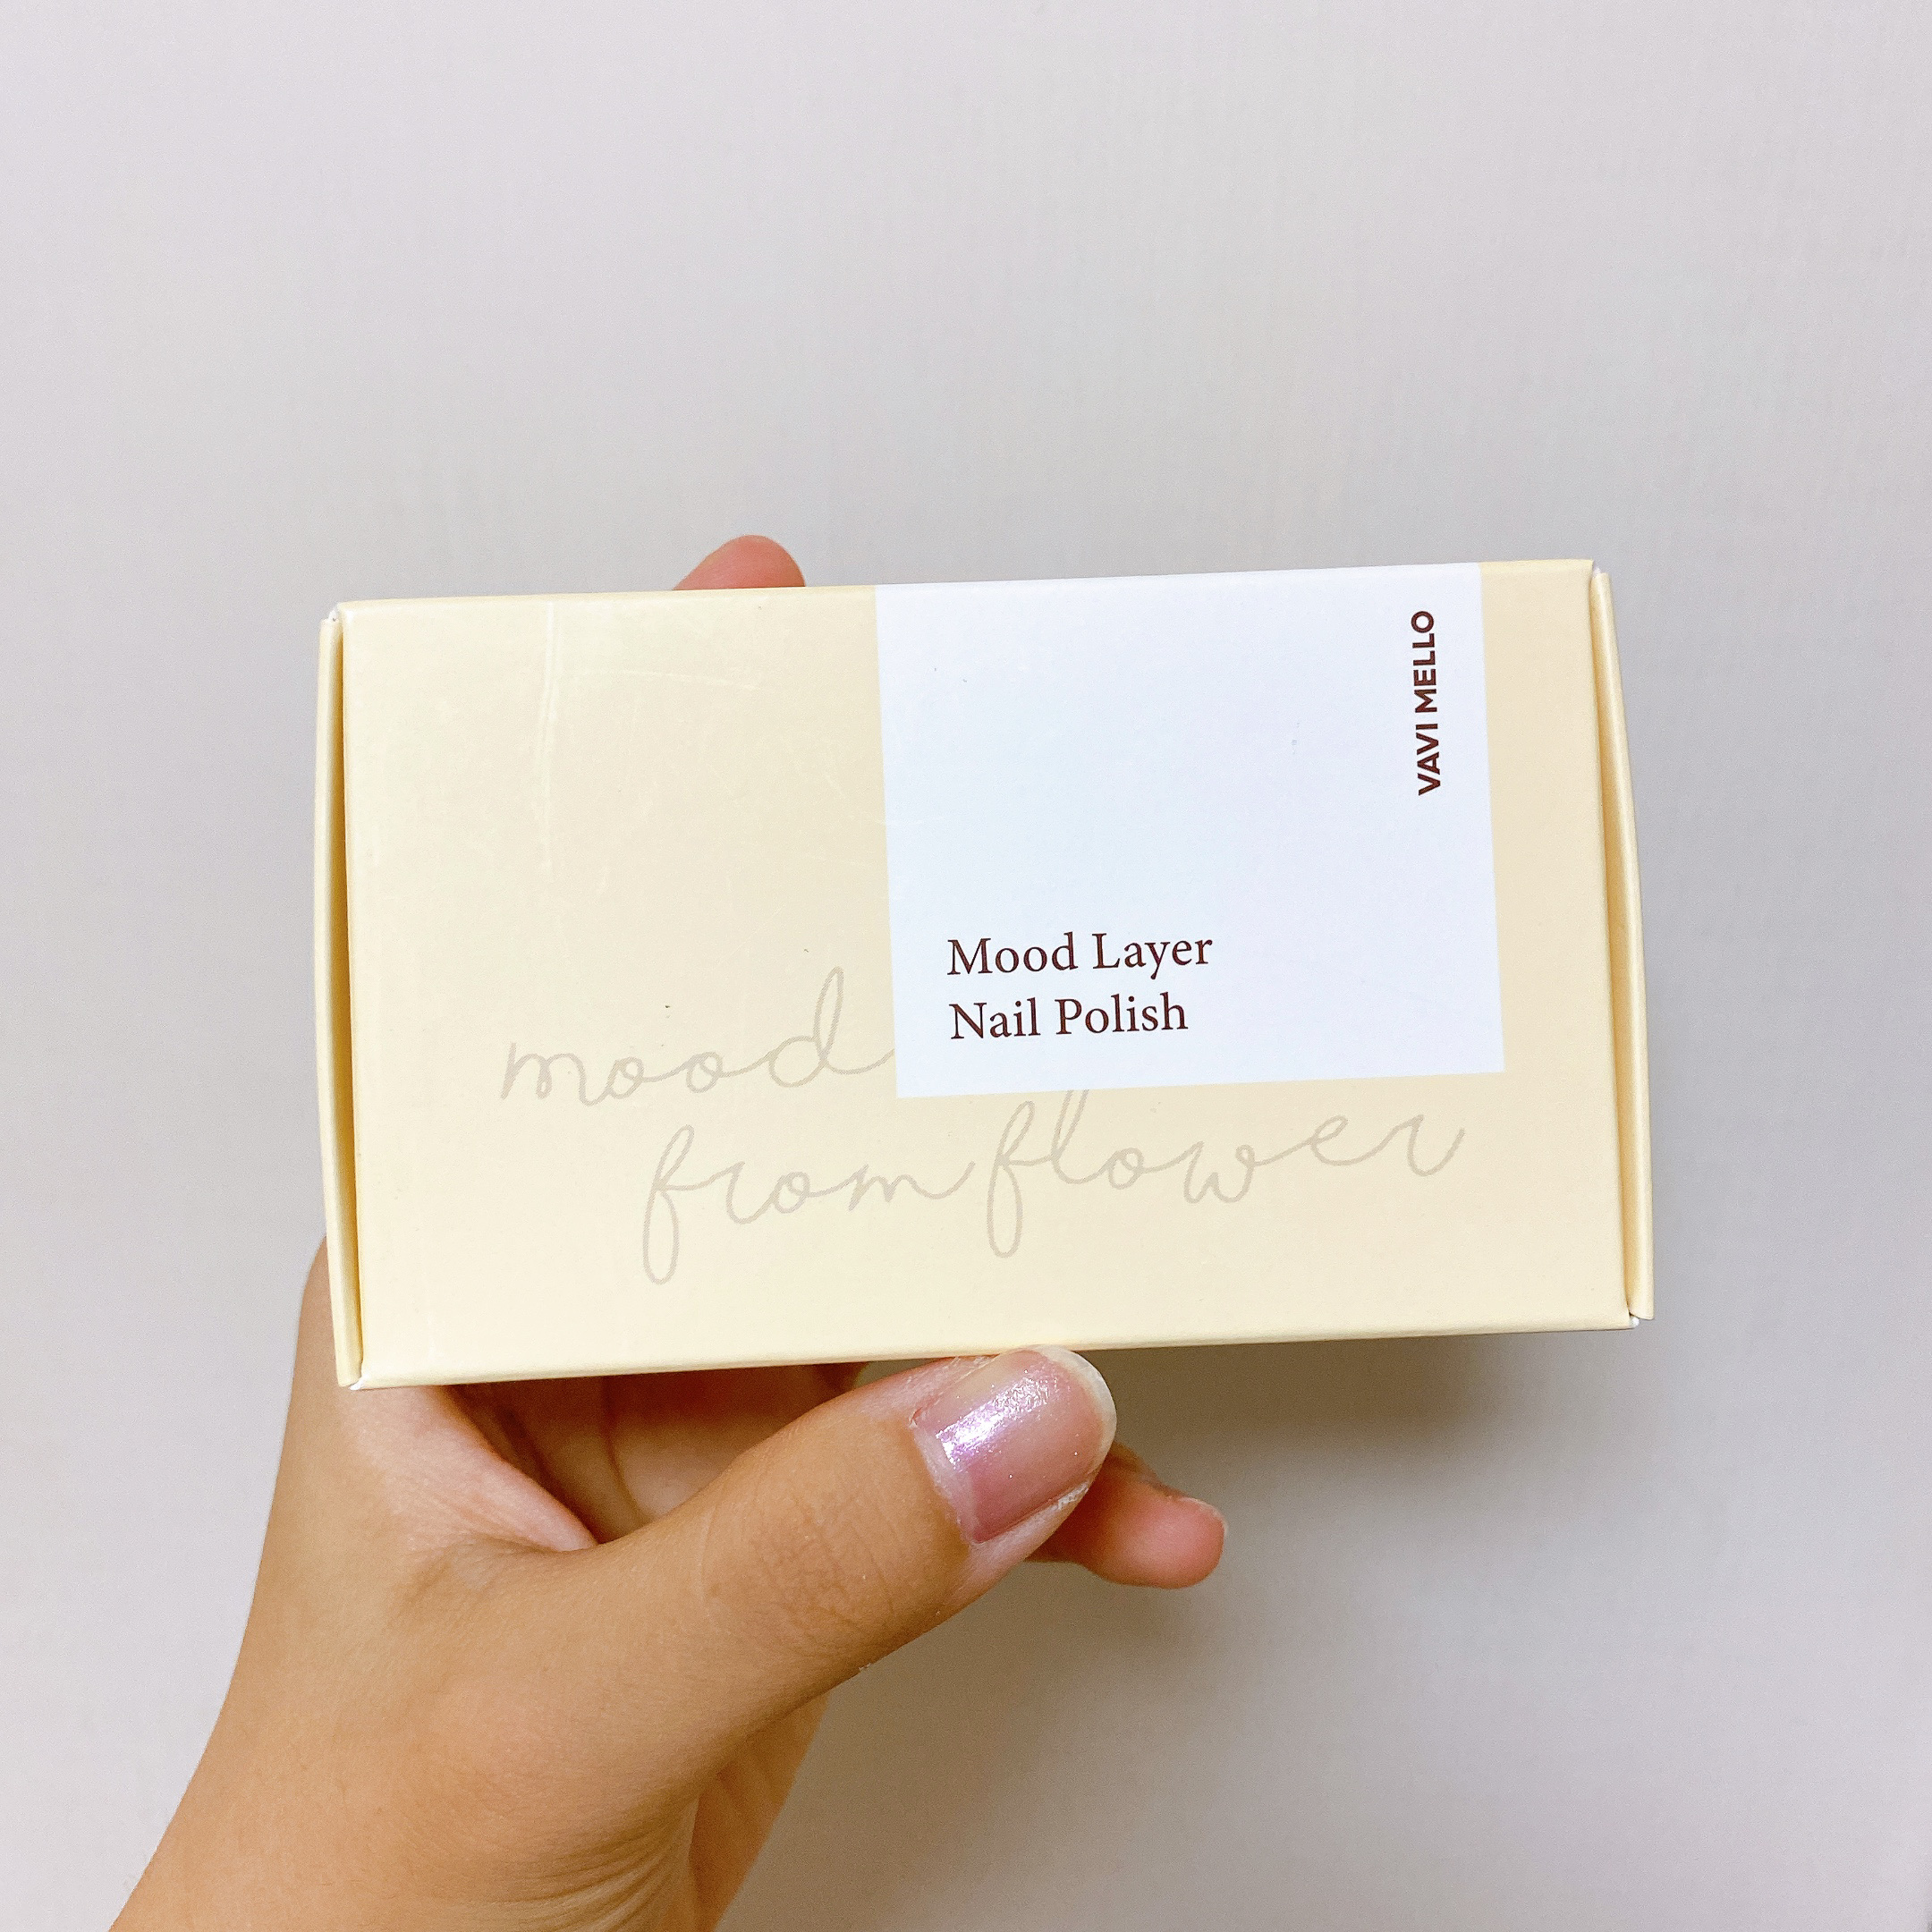 VAVI MELLO
Mood Layer
Nail Polish
mood
from flower